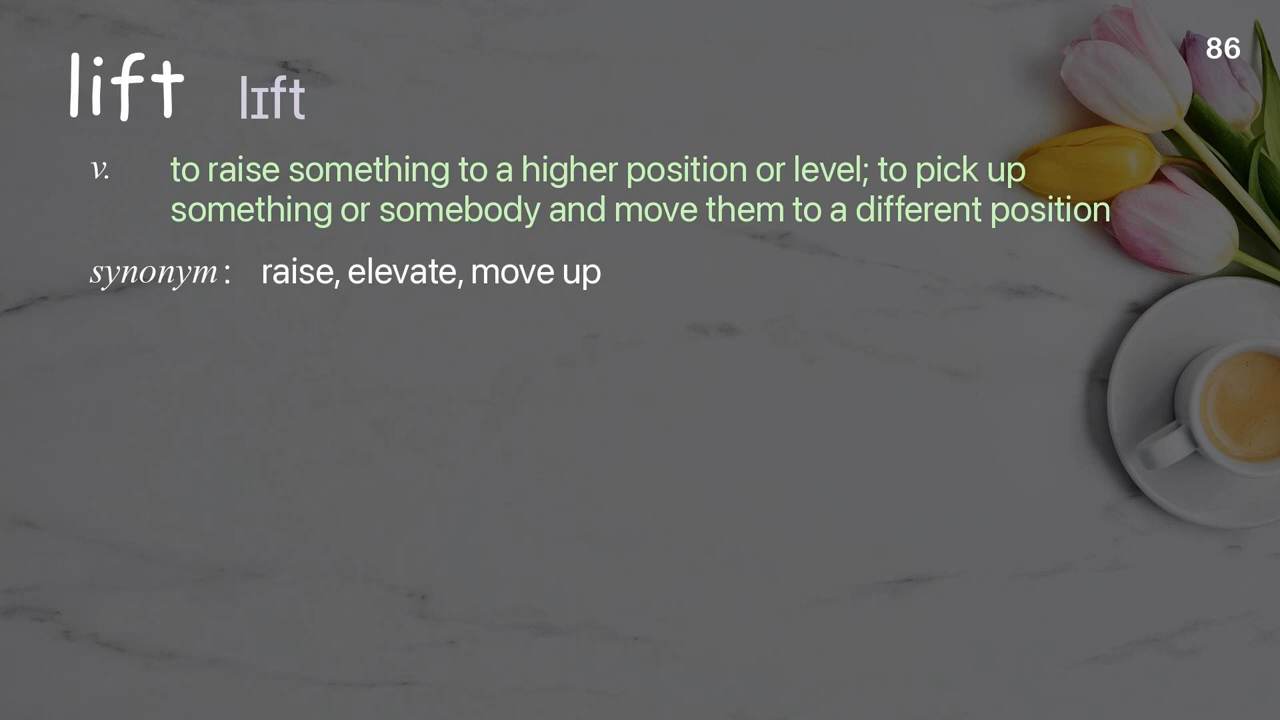 86
lift lɪft
v. to raise something to a higher position or level; to pick up
something or somebody and move them to a different position
synonym : raise, elevate, move up